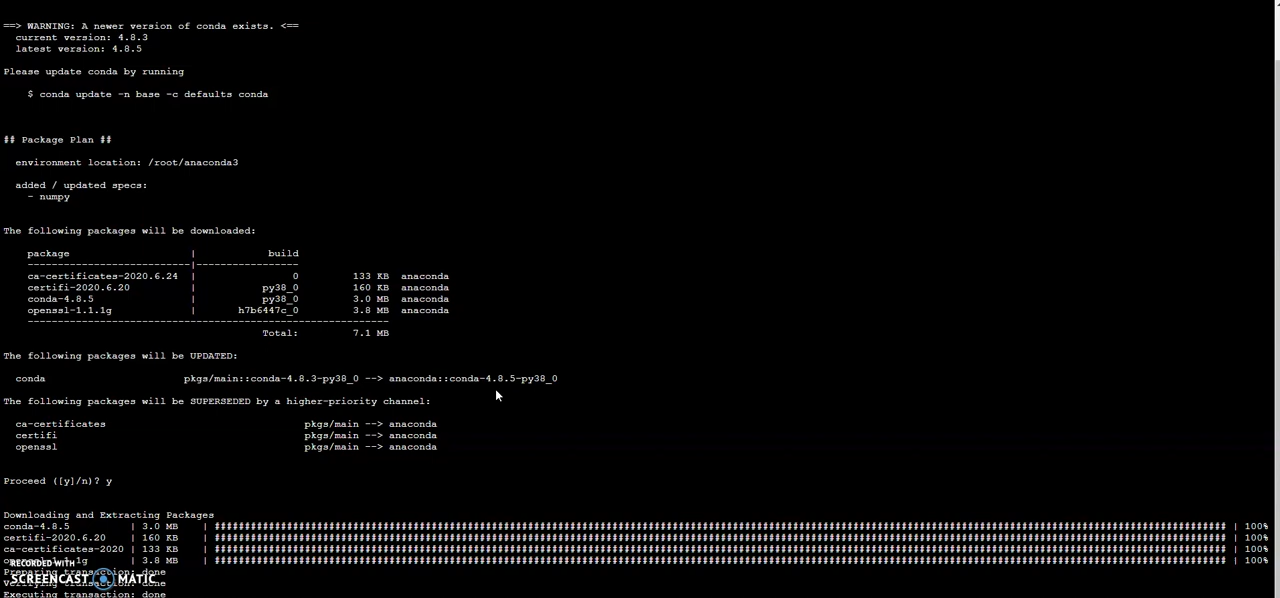 ==> WARNING: A newer version of conda exists. <==
current version: 4.8.3
latest version: 4.8.5
Please update conda by running
$ conda update -n base -c defaults conda
## Package Plan ##
environment location: /root/anaconda3
added / updated specs:
- numpy
The following packages will be downloaded:
package | build
---------------------------|-----------------
ca-certificates-2020.6.24 | 0 133 KB anaconda
certifi-2020.6.20 | py38_0 160 KB anaconda
conda-4.8.5 | py38_0 3.0 MB anaconda
openssl-1.1.1g | h7b6447c_0 3.8 MB anaconda
------------------------------------------------------------
Total: 7.1 MB
The following packages will be UPDATED:
conda pkgs/main::conda-4.8.3-py38_0 --> anaconda::conda-4.8.5-py38_0
The following packages will be SUPERSEDED by a higher-priority channel:
ca-certificates pkgs/main --> anaconda
certifi pkgs/main --> anaconda
openssl pkgs/main --> anaconda
Proceed ([y]/n)? y
Downloading and Extracting Packages
conda-4.8.5 | 3.0 MB | ######################################## | 100%
certifi-2020.6.20 | 160 KB | ######################################## | 100%
ca-certificates-2020 | 133 KB | ######################################## | 100%
1.1g | 3.8 MB | ######################################## | 100%
RECORDED WITH
Preparing transaction: done
SCREENCAST MATIC
Verifying transaction: done
Executing transaction: done